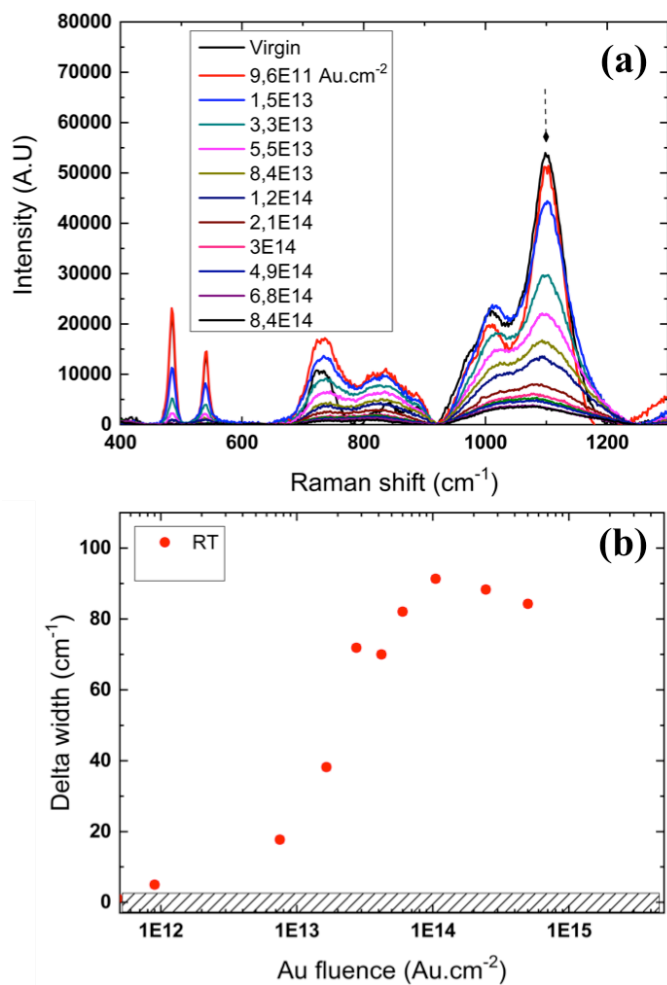 (a)
80000
70000
60000
50000
40000
30000
20000
10000
0
Intensity (A.U)
Virgin
9,6E11 Au.cm⁻²
1,5E13
3,3E13
5,5E13
8,4E13
1,2E14
2,1E14
3E14
4,9E14
6,8E14
8,4E14
400 600 800 1000 1200
Raman shift (cm⁻¹)
(b)
RT
100
80
60
40
20
0
Delta width (cm⁻¹)
1E12 1E13 1E14 1E15
Au fluence (Au.cm⁻²)